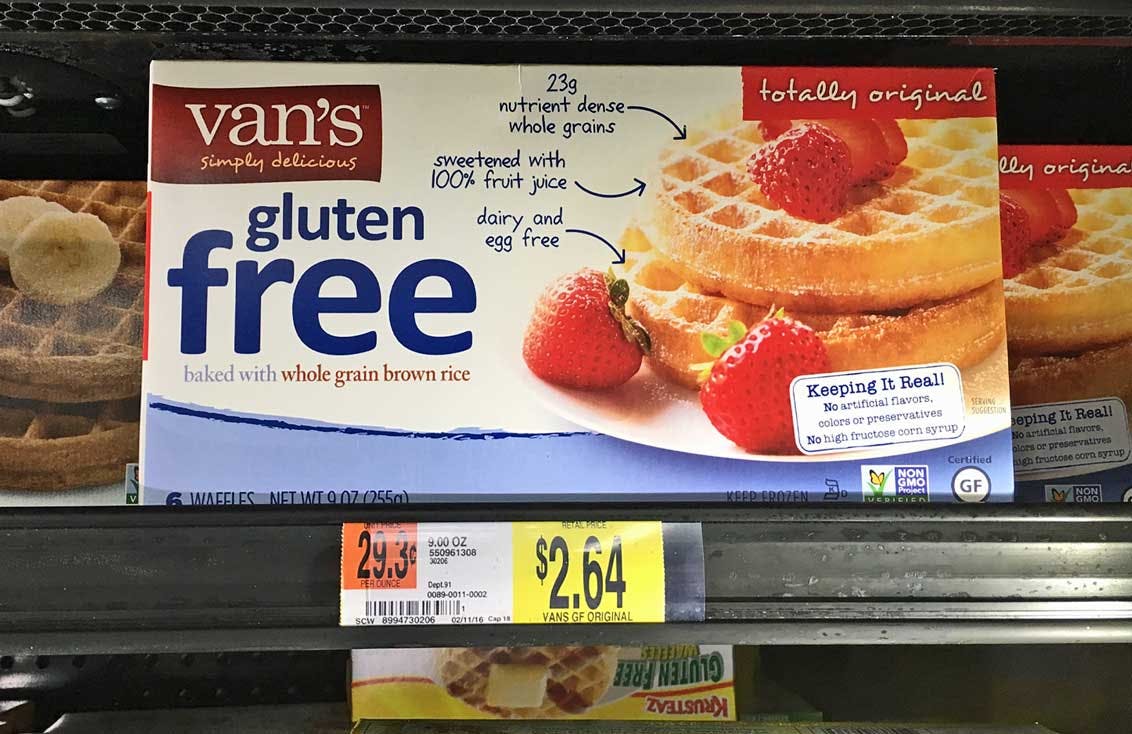 van's™
simply delicious
gluten
free
baked with whole grain brown rice
23g
nutrient dense
whole grains
sweetened with
100% fruit juice
dairy and
egg free
totally original
Keeping It Real!
No artificial flavors,
colors or preservatives
No high fructose corn syrup
SERVING
SUGGESTION
6 WAFFLES NET WT 9 OZ (255g)
KEEP FROZEN
NON
GMO
Project
VERIFIED
Certified
GF
lly original
eeping It Real!
No artificial flavors,
olors or preservatives
high fructose corn syrup
NON
GMO
UNIT PRICE
29.3¢
PER OUNCE
9.00 OZ
550961308
30206
Dept.91
0089-0011-0002
1
SCW 8994730206 02/11/16 Cap 18
RETAIL PRICE
$2.64
VANS GF ORIGINAL
KRUSTEAZ
GLUTEN FREE
WAFFLES